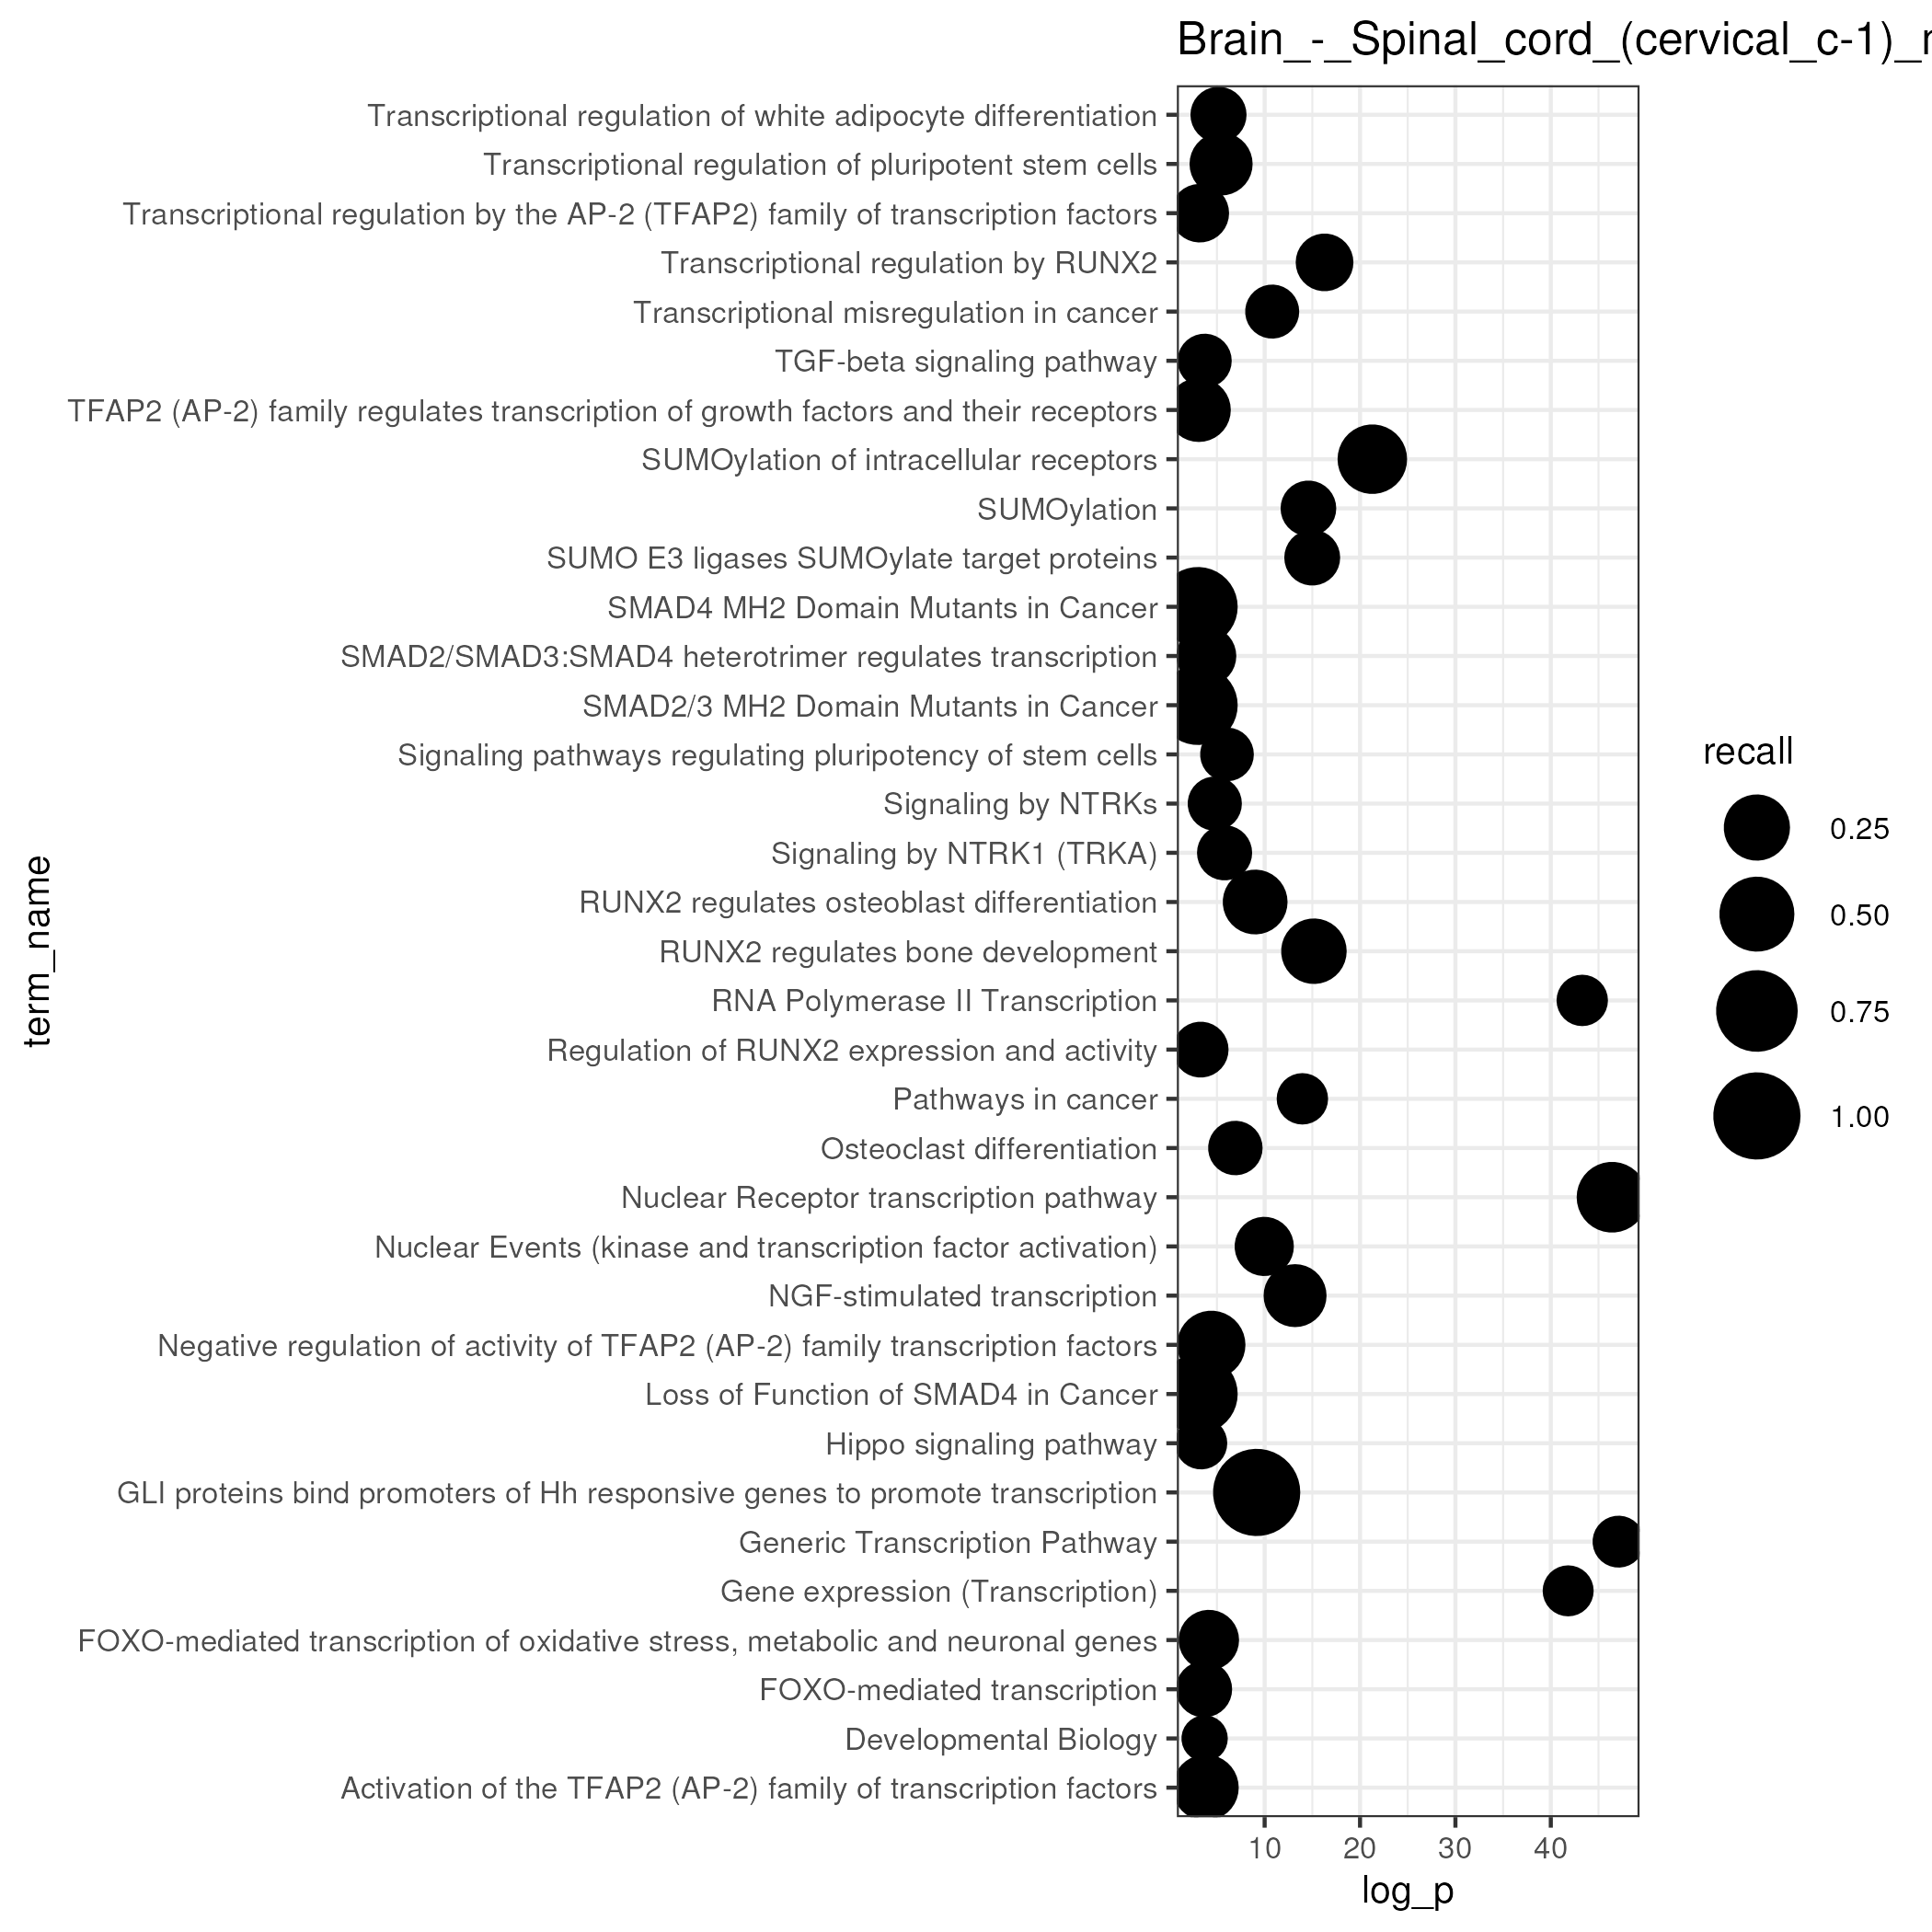 Brain_-_Spinal_cord_(cervical_c-1)_
Transcriptional regulation of white adipocyte differentiation
Transcriptional regulation of pluripotent stem cells
Transcriptional regulation by the AP-2 (TFAP2) family of transcription factors
Transcriptional regulation by RUNX2
Transcriptional misregulation in cancer
TGF-beta signaling pathway
TFAP2 (AP-2) family regulates transcription of growth factors and their receptors
SUMOylation of intracellular receptors
SUMOylation
SUMO E3 ligases SUMOylate target proteins
SMAD4 MH2 Domain Mutants in Cancer
SMAD2/SMAD3:SMAD4 heterotrimer regulates transcription
SMAD2/3 MH2 Domain Mutants in Cancer
Signaling pathways regulating pluripotency of stem cells
Signaling by NTRKs
Signaling by NTRK1 (TRKA)
RUNX2 regulates osteoblast differentiation
RUNX2 regulates bone development
RNA Polymerase II Transcription
Regulation of RUNX2 expression and activity
Pathways in cancer
Osteoclast differentiation
Nuclear Receptor transcription pathway
Nuclear Events (kinase and transcription factor activation)
NGF-stimulated transcription
Negative regulation of activity of TFAP2 (AP-2) family transcription factors
Loss of Function of SMAD4 in Cancer
Hippo signaling pathway
GLI proteins bind promoters of Hh responsive genes to promote transcription
Generic Transcription Pathway
Gene expression (Transcription)
FOXO-mediated transcription of oxidative stress, metabolic and neuronal genes
FOXO-mediated transcription
Developmental Biology
Activation of the TFAP2 (AP-2) family of transcription factors
term_name
10 20 30 40
log_p
recall
0.25
0.50
0.75
1.00